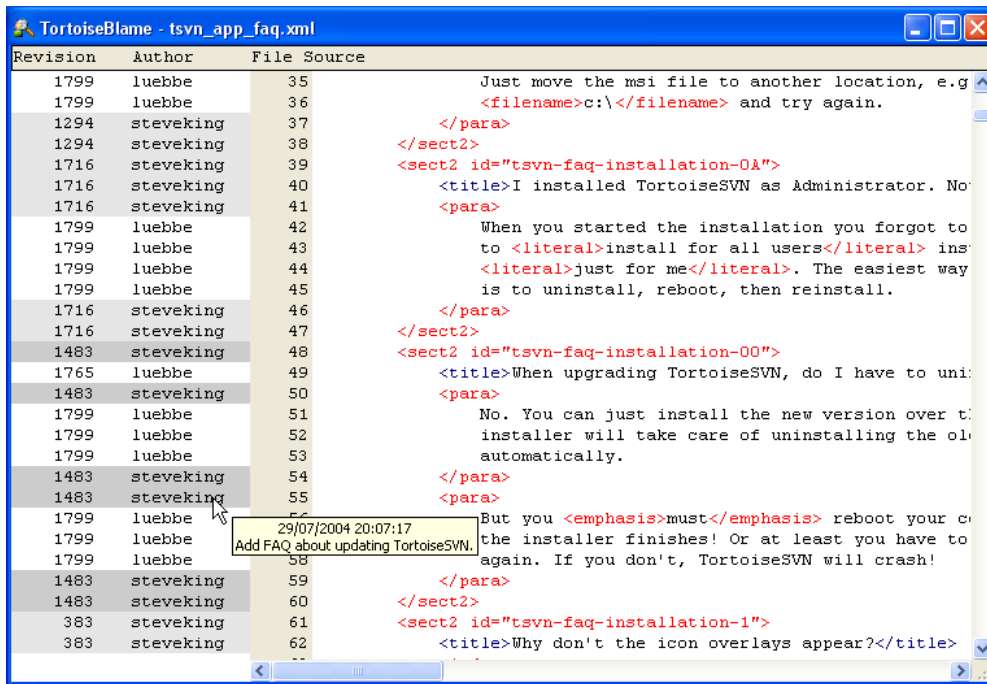 TortoiseBlame - tsvn_app_faq.xml
Revision Author File Source
1799 luebbe 35 Just move the msi file to another location, e.g
1799 luebbe 36 <filename>c:\</filename> and try again.
1294 steveking 37 </para>
1294 steveking 38 </sect2>
1716 steveking 39 <sect2 id="tsvn-faq-installation-0A">
1716 steveking 40 <title>I installed TortoiseSVN as Administrator.
1716 steveking 41 <para>
1799 luebbe 42 When you started the installation you forgot to
1799 luebbe 43 to <literal>install for all users</literal>
1799 luebbe 44 <literal>just for me</literal>. The easiest way
1799 luebbe 45 is to uninstall, reboot, then reinstall.
1716 steveking 46 </para>
1716 steveking 47 </sect2>
1483 steveking 48 <sect2 id="tsvn-faq-installation-00">
1765 luebbe 49 <title>When upgrading TortoiseSVN, do I have to
1483 steveking 50 <para>
1799 luebbe 51 No. You can just install the new version over
1799 luebbe 52 installer will take care of uninstalling the
1799 luebbe 53 automatically.
1483 steveking 54 </para>
1483 steveking 55 <para>
1799 luebbe But you <emphasis>must</emphasis> reboot your
29/07/2004 20:07:17
1799 luebbe the installer finishes! Or at least you have to
Add FAQ about updating TortoiseSVN.
1799 luebbe 58 again. If you don't, TortoiseSVN will crash!
1483 steveking 59 </para>
1483 steveking 60 </sect2>
383 steveking 61 <sect2 id="tsvn-faq-installation-1">
383 steveking 62 <title>Why don't the icon overlays appear?</title>